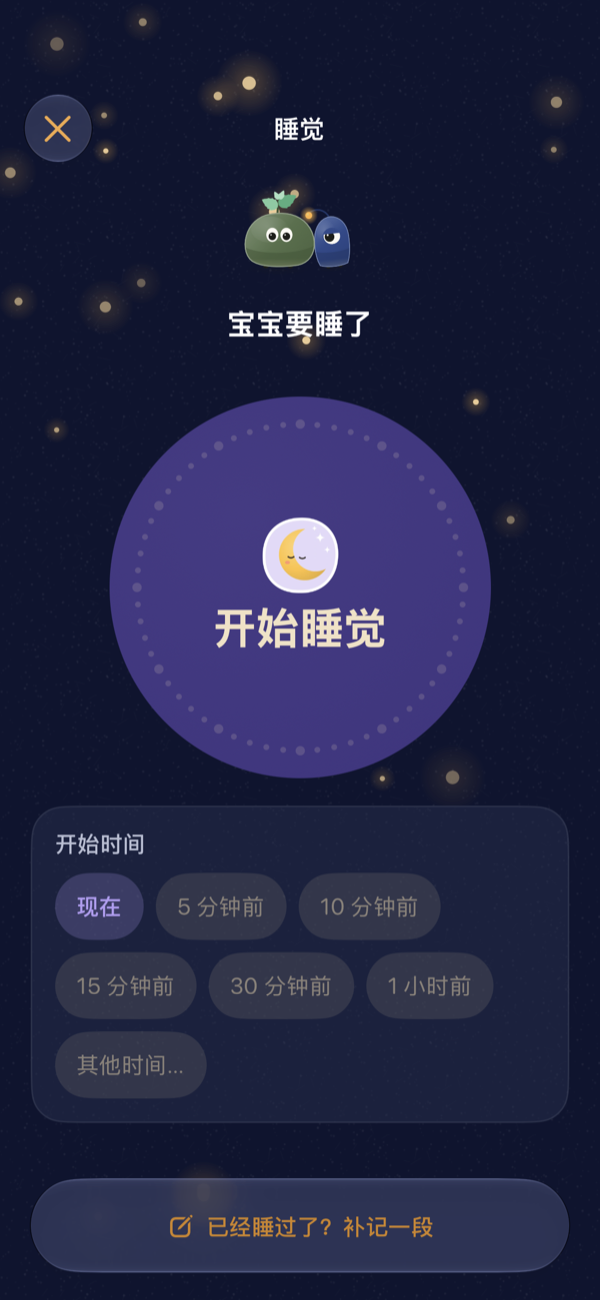 睡觉
宝宝要睡了
开始睡觉
开始时间
现在
5 分钟前
10 分钟前
15 分钟前
30 分钟前
1 小时前
其他时间...
已经睡过了？补记一段